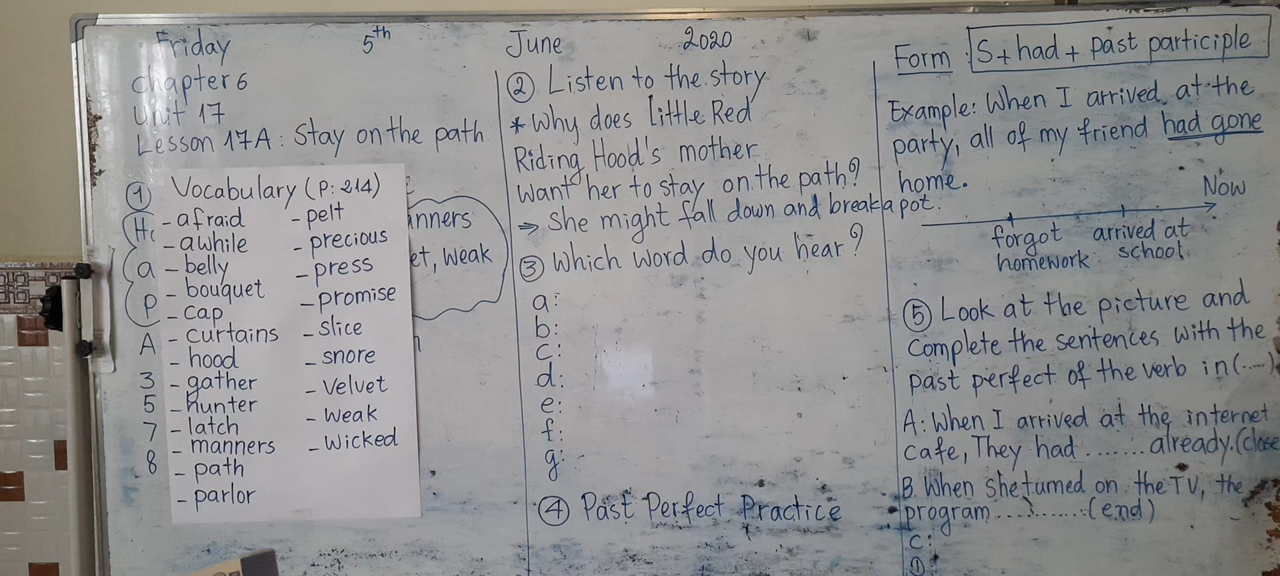 Friday 5th June 2020
Chapter 6
Unit 17
Lesson 17A: Stay on the path
① Vocabulary (P: 214)
- afraid
- awhile
- belly
- bouquet
- cap
- curtains
- hood
- gather
- hunter
- latch
- manners
- path
- parlor
- pelt
- precious
- press
- promise
- slice
- snore
- velvet
- weak
- wicked
a
P
A
3
5
7
8
anners
et, weak
② Listen to the story
* Why does Little Red
Riding Hood's mother
want her to stay on the path?
→ She might fall down and break a pot.
③ Which word do you hear?
a:
b:
c:
d:
e:
f:
g:
④ Past Perfect Practice
Form: S + had + past participle
Example: When I arrived at the
party, all of my friend had gone
home.
Now
forgot homework
arrived at school
⑤ Look at the picture and
complete the sentences with the
past perfect of the verb in (....)
A: When I arrived at the internet
cafe, They had ....... already. (close
B. When she turned on the TV, the
program ............ (end)
C: